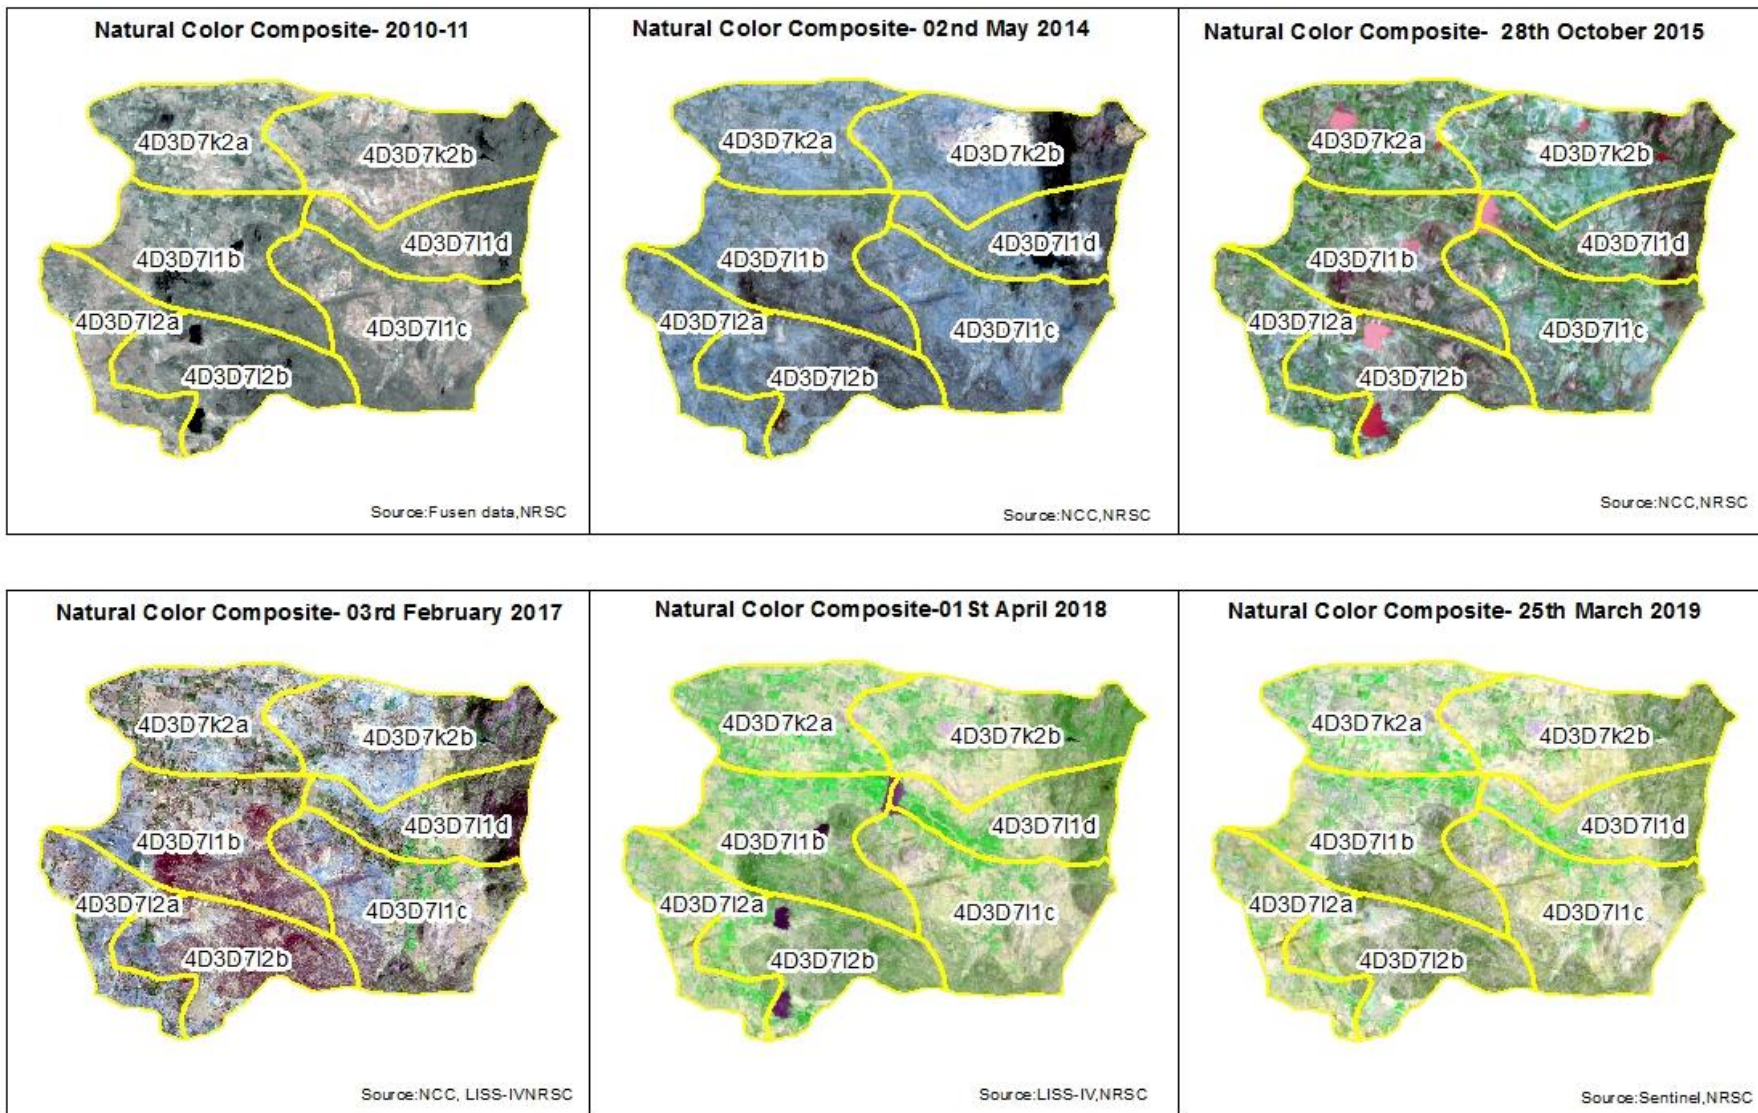 Natural Color Composite- 2010-11
4D3D7k2a
4D3D7k2b
4D3D7l1d
4D3D7l1b
4D3D7l2a
4D3D7l1c
4D3D7l2b
Source:Fusen data,NRSC
Natural Color Composite- 02nd May 2014
4D3D7k2a
4D3D7k2b
4D3D7l1d
4D3D7l1b
4D3D7l2a
4D3D7l1c
4D3D7l2b
Source:NCC,NRSC
Natural Color Composite- 28th October 2015
4D3D7k2a
4D3D7k2b
4D3D7l1d
4D3D7l1b
4D3D7l2a
4D3D7l1c
4D3D7l2b
Source:NCC,NRSC
Natural Color Composite- 03rd February 2017
4D3D7k2a
4D3D7k2b
4D3D7l1d
4D3D7l1b
4D3D7l2a
4D3D7l1c
4D3D7l2b
Source:NCC, LISS-IVNRSC
Natural Color Composite-01St April 2018
4D3D7k2a
4D3D7k2b
4D3D7l1d
4D3D7l1b
4D3D7l2a
4D3D7l1c
4D3D7l2b
Source:LISS-IV,NRSC
Natural Color Composite- 25th March 2019
4D3D7k2a
4D3D7k2b
4D3D7l1d
4D3D7l1b
4D3D7l2a
4D3D7l1c
4D3D7l2b
Source:Sentinel,NRSC